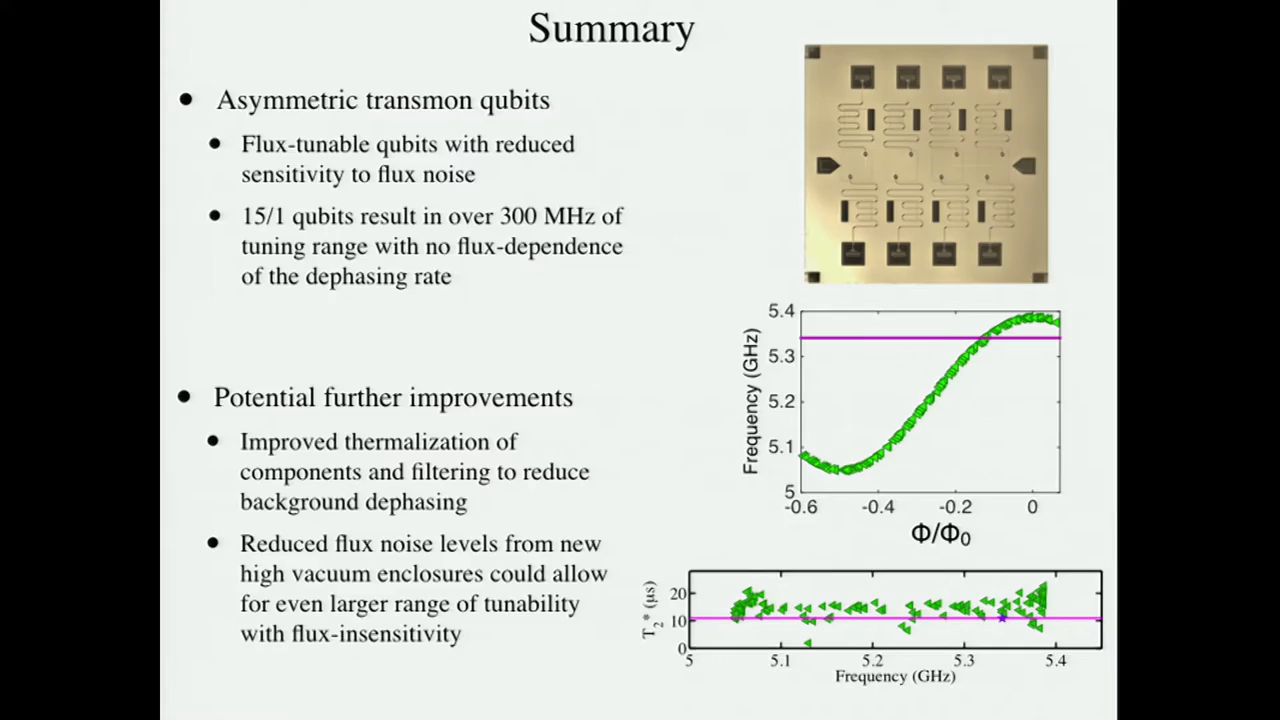 Summary
• Asymmetric transmon qubits
• Flux-tunable qubits with reduced
sensitivity to flux noise
• 15/1 qubits result in over 300 MHz of
tuning range with no flux-dependence
of the dephasing rate
• Potential further improvements
• Improved thermalization of
components and filtering to reduce
background dephasing
• Reduced flux noise levels from new
high vacuum enclosures could allow
for even larger range of tunability
with flux-insensitivity
Frequency (GHz)
5.4
5.3
5.2
5.1
5
-0.6 -0.4 -0.2 0
Φ/Φ₀
T₂* (μs)
20
10
0
5 5.1 5.2 5.3 5.4
Frequency (GHz)